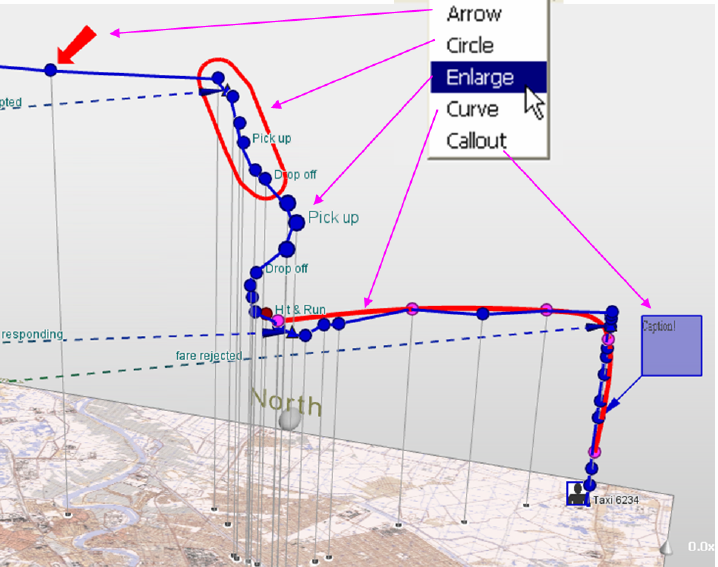 Arrow
Circle
Enlarge
Curve
Callout
pted
Pick up
Drop off
Pick up
Drop off
Hit & Run
Caption!
responding
fare rejected
North
Taxi 6234
0.0x